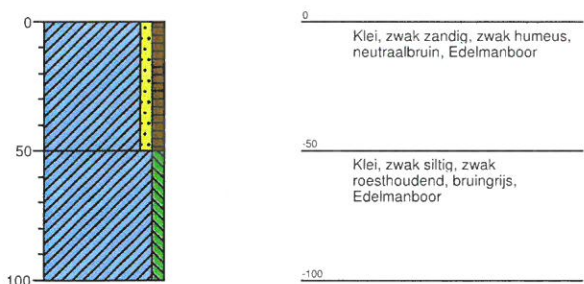 0
0
Klei, zwak zandig, zwak humeus,
neutraalbruin, Edelmanboor
50
-50
Klei, zwak siltig, zwak
roesthoudend, bruingrijs,
Edelmanboor
100
-100